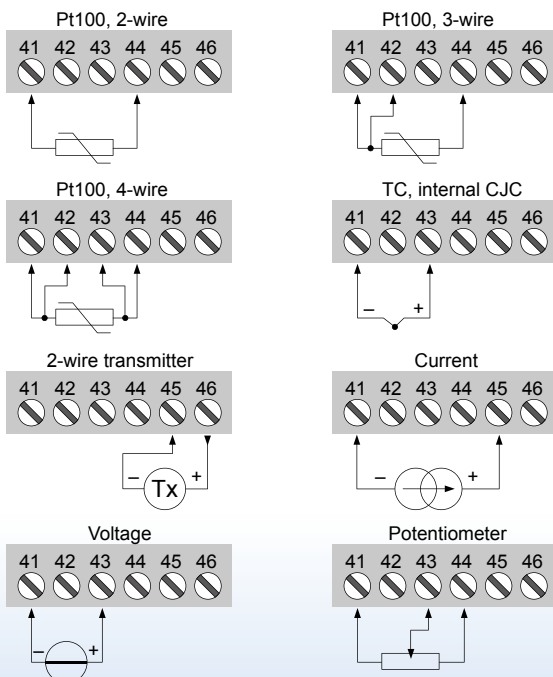 Pt100, 2-wire
41 42 43 44 45 46
Pt100, 3-wire
41 42 43 44 45 46
Pt100, 4-wire
41 42 43 44 45 46
TC, internal CJC
41 42 43 44 45 46
– +
2-wire transmitter
41 42 43 44 45 46
– Tx +
Current
41 42 43 44 45 46
– +
Voltage
41 42 43 44 45 46
– +
Potentiometer
41 42 43 44 45 46